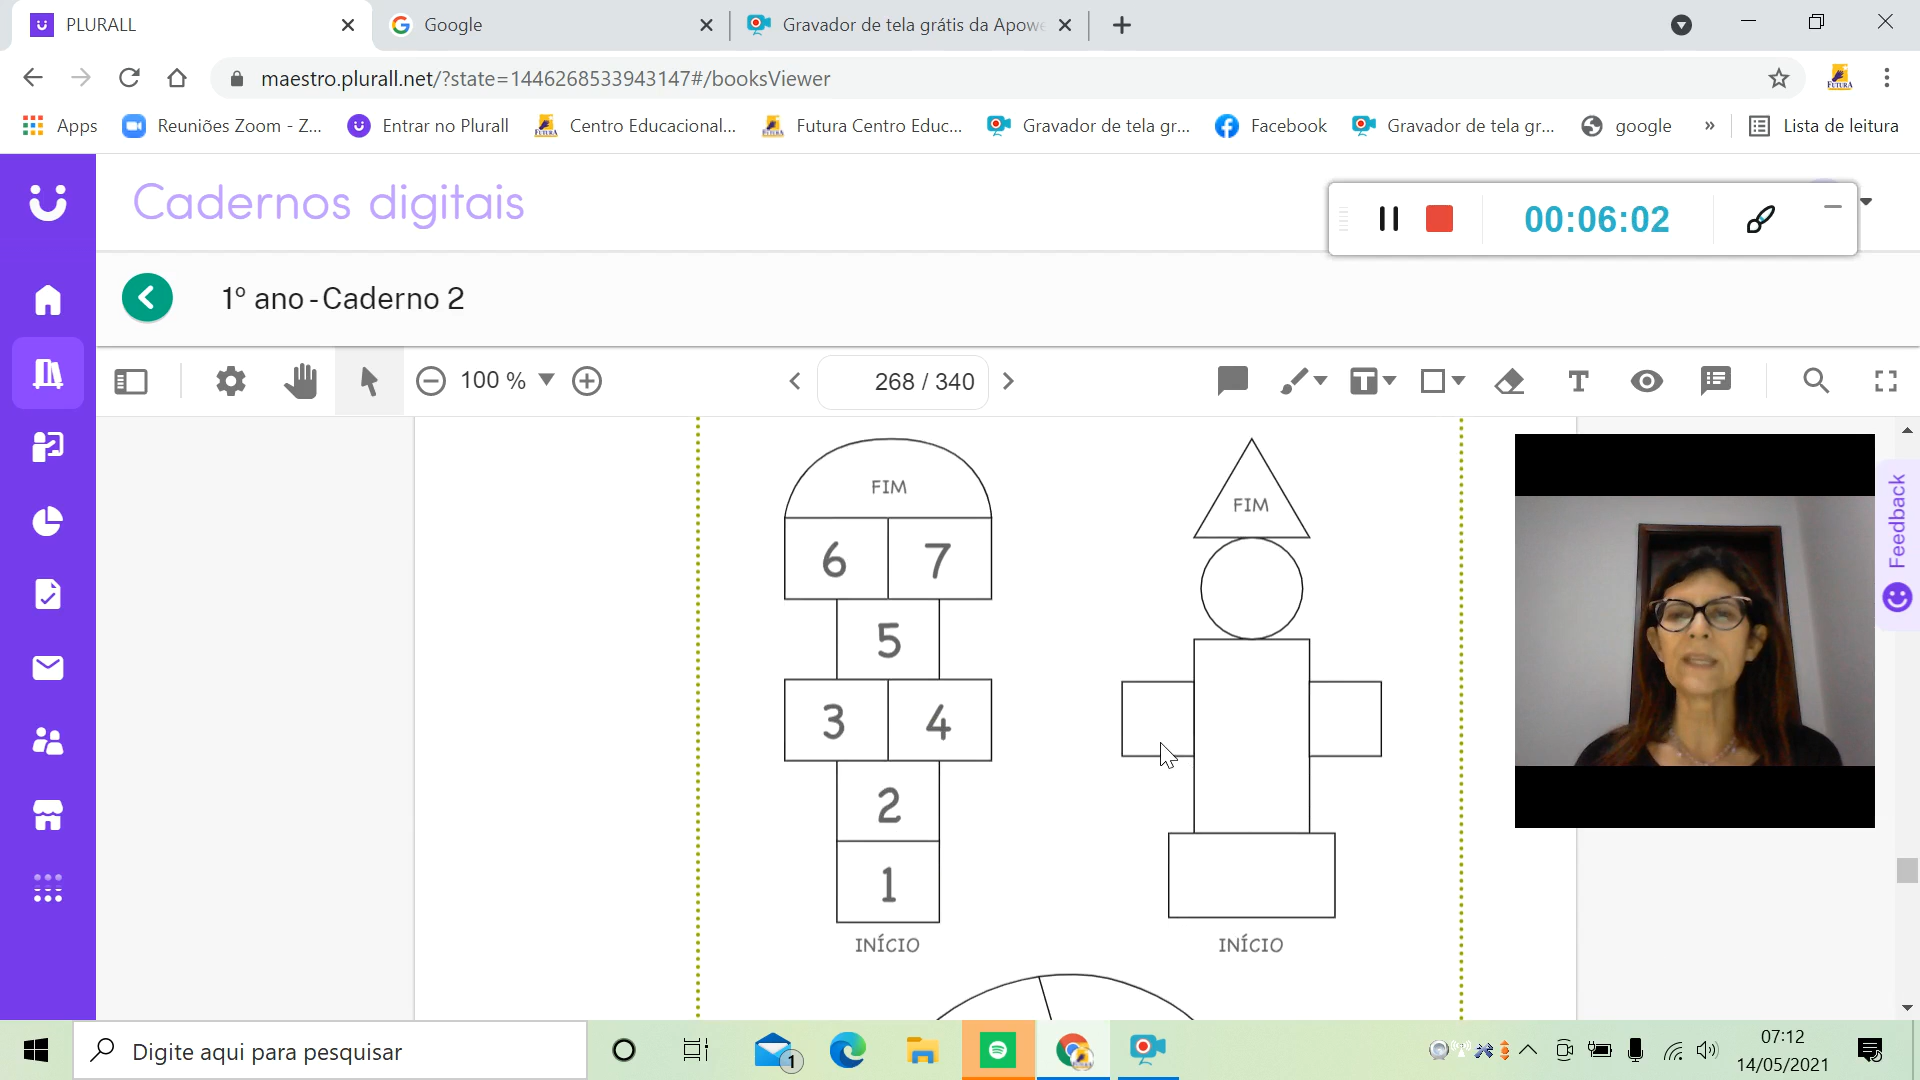 PLURALL
Google
Gravador de tela grátis da Apowe
maestro.plurall.net/?state=1446268533943147#/booksViewer
Apps
Reuniões Zoom - Z...
Entrar no Plurall
Centro Educacional...
Futura Centro Educ...
Gravador de tela gr...
Facebook
Gravador de tela gr...
google
»
Lista de leitura
FUTURA
Cadernos digitais
00:06:02
1º ano - Caderno 2
100 %
268 / 340
Feedback
FIM
6 7
5
3 4
2
1
INÍCIO
FIM
INÍCIO
Digite aqui para pesquisar
1
07:12
14/05/2021